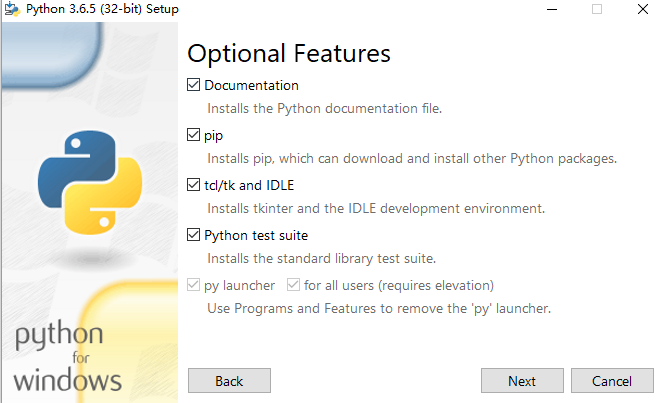 Python 3.6.5 (32-bit) Setup
Optional Features
Documentation
Installs the Python documentation file.
pip
Installs pip, which can download and install other Python packages.
tcl/tk and IDLE
Installs tkinter and the IDLE development environment.
Python test suite
Installs the standard library test suite.
py launcher for all users (requires elevation)
Use Programs and Features to remove the 'py' launcher.
python
for
windows
Back Next Cancel